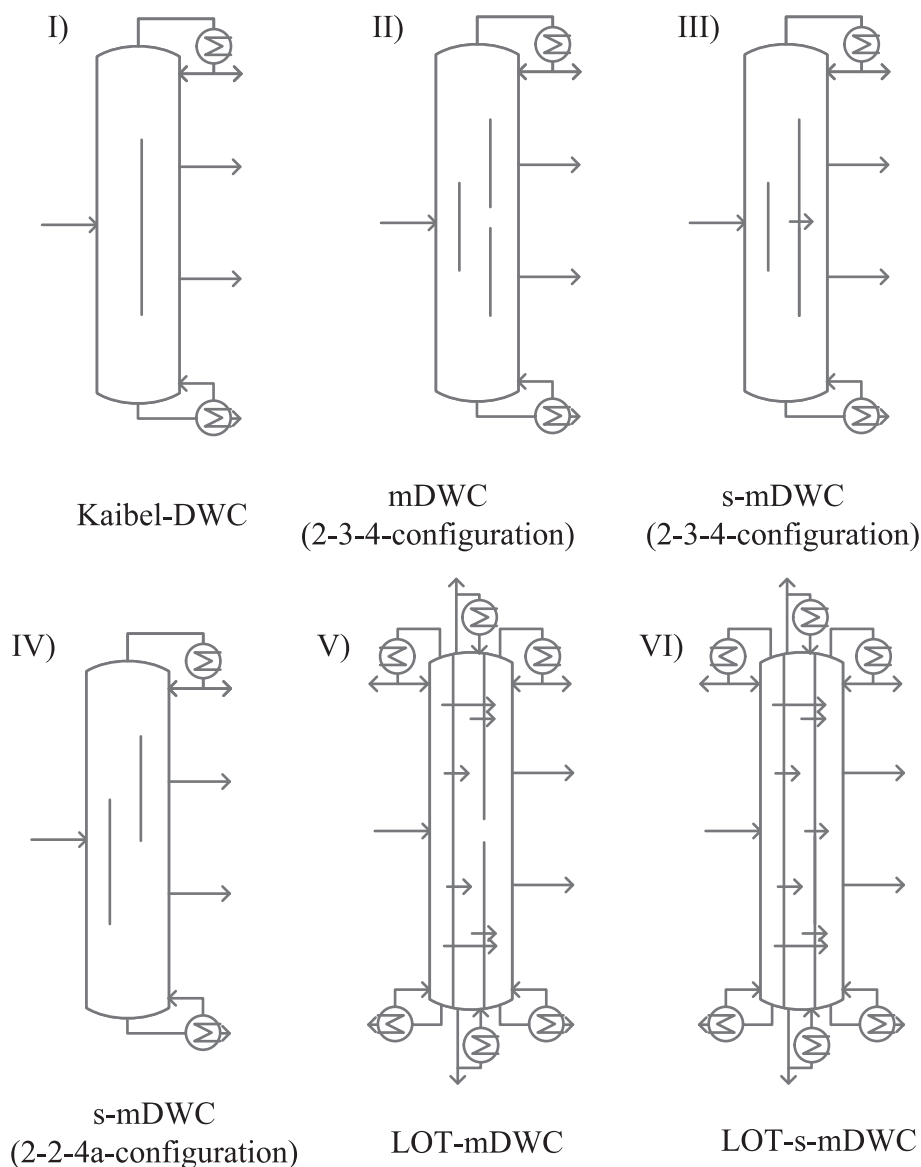 I)
II)
III)
Kaibel-DWC
mDWC
(2-3-4-configuration)
s-mDWC
(2-3-4-configuration)
IV)
V)
VI)
s-mDWC
(2-2-4a-configuration)
LOT-mDWC
LOT-s-mDWC